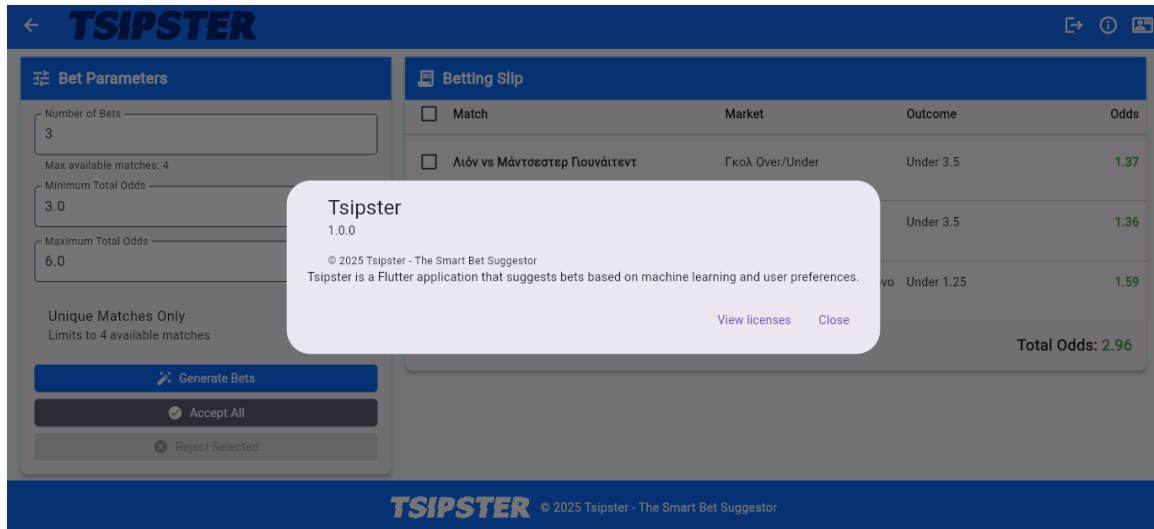 TSIPSTER
Bet Parameters
Number of Bets
3
Max available matches: 4
Minimum Total Odds
3.0
Maximum Total Odds
6.0
Unique Matches Only
Limits to 4 available matches
Generate Bets
Accept All
Reject Selected
Betting Slip
Match Market Outcome Odds
Λιόν vs Μάντσεστερ Γιουνάιτεντ Γκολ Over/Under Under 3.5 1.37
Under 3.5 1.36
Under 1.25 1.59
Total Odds: 2.96
Tsipster
1.0.0
© 2025 Tsipster - The Smart Bet Suggestor
Tsipster is a Flutter application that suggests bets based on machine learning and user preferences.
View licenses Close
TSIPSTER © 2025 Tsipster - The Smart Bet Suggestor